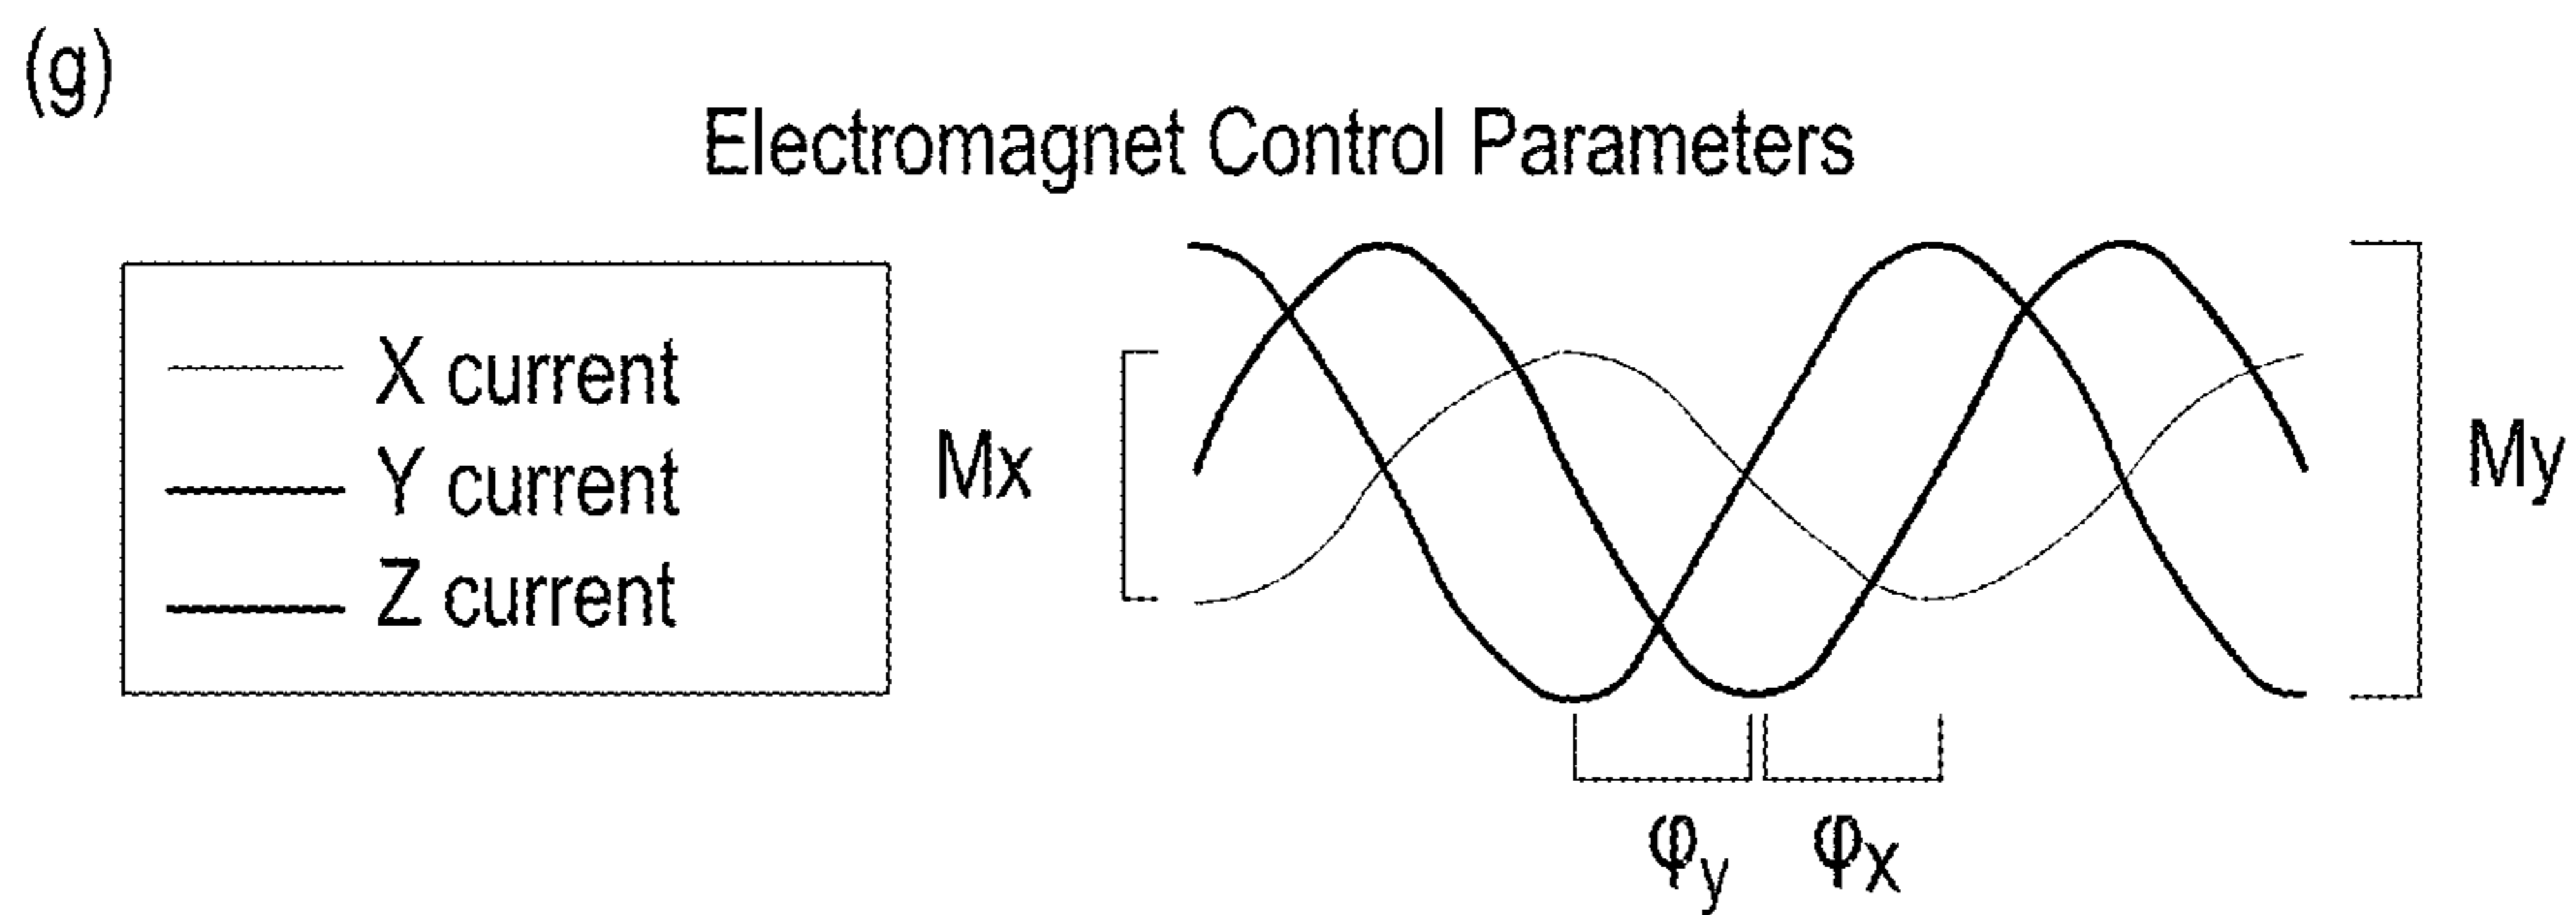 (g)
Electromagnet Control Parameters
X current
Y current
Z current
Mx
My
φy
φx